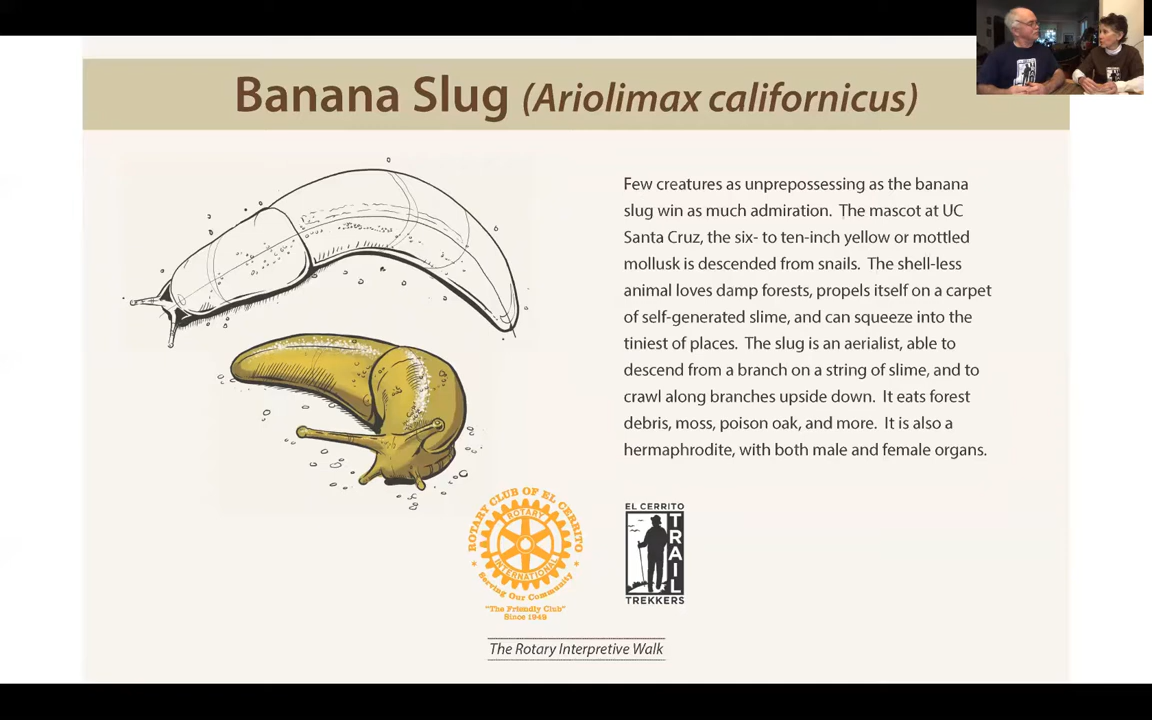 Banana Slug (Ariolimax californicus)
Few creatures as unprepossessing as the banana
slug win as much admiration. The mascot at UC
Santa Cruz, the six- to ten-inch yellow or mottled
mollusk is descended from snails. The shell-less
animal loves damp forests, propels itself on a carpet
of self-generated slime, and can squeeze into the
tiniest of places. The slug is an aerialist, able to
descend from a branch on a string of slime, and to
crawl along branches upside down. It eats forest
debris, moss, poison oak, and more. It is also a
hermaphrodite, with both male and female organs.
ROTARY CLUB OF EL CERRITO
ROTARY
INTERNATIONAL
Serving Our Community
"The Friendly Club"
Since 1949
EL CERRITO
TRAIL
TREKKERS
The Rotary Interpretive Walk